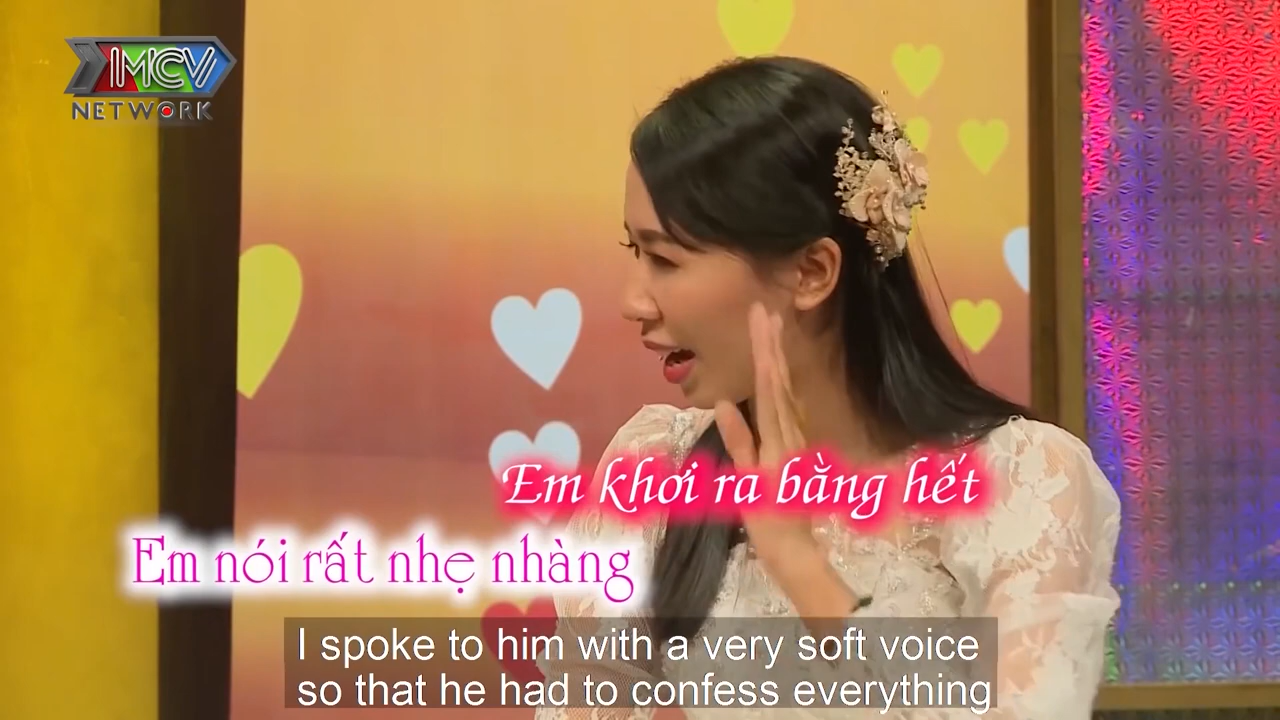 MCV
NETWORK
Em khơi ra bằng hết
Em nói rất nhẹ nhàng
I spoke to him with a very soft voice
so that he had to confess everything